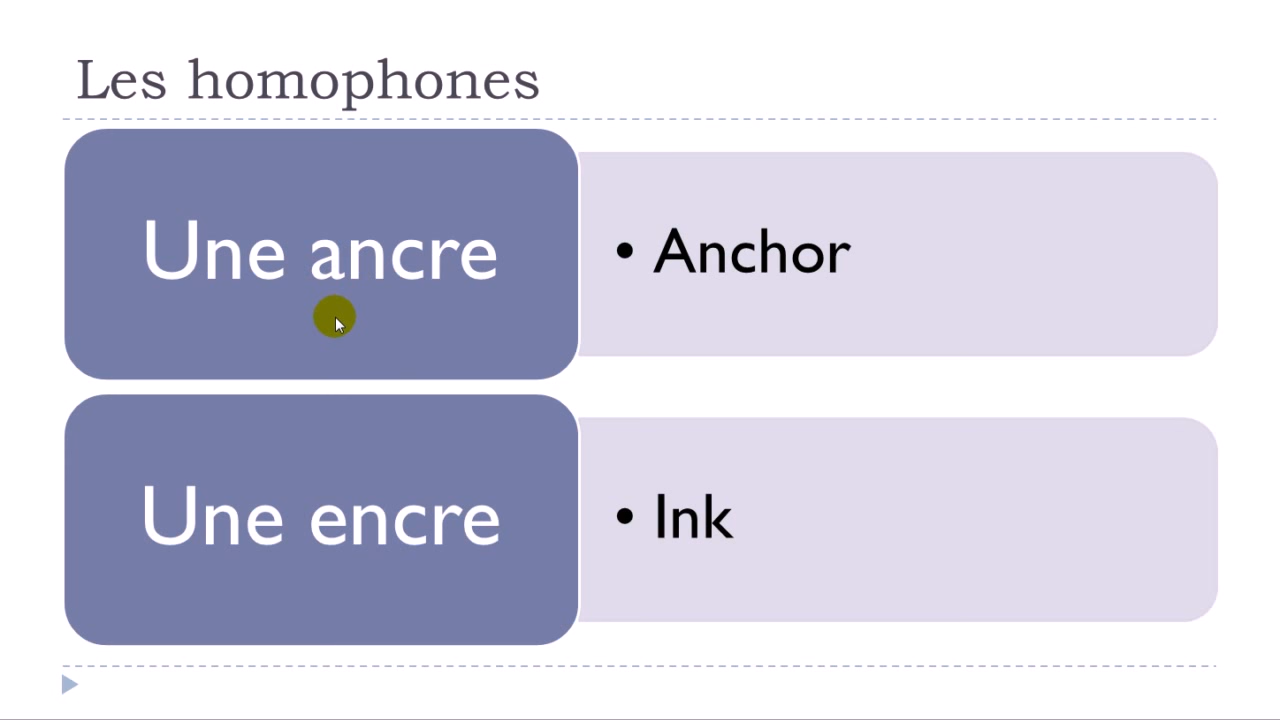 Les homophones
Une ancre
• Anchor
Une encre
• Ink